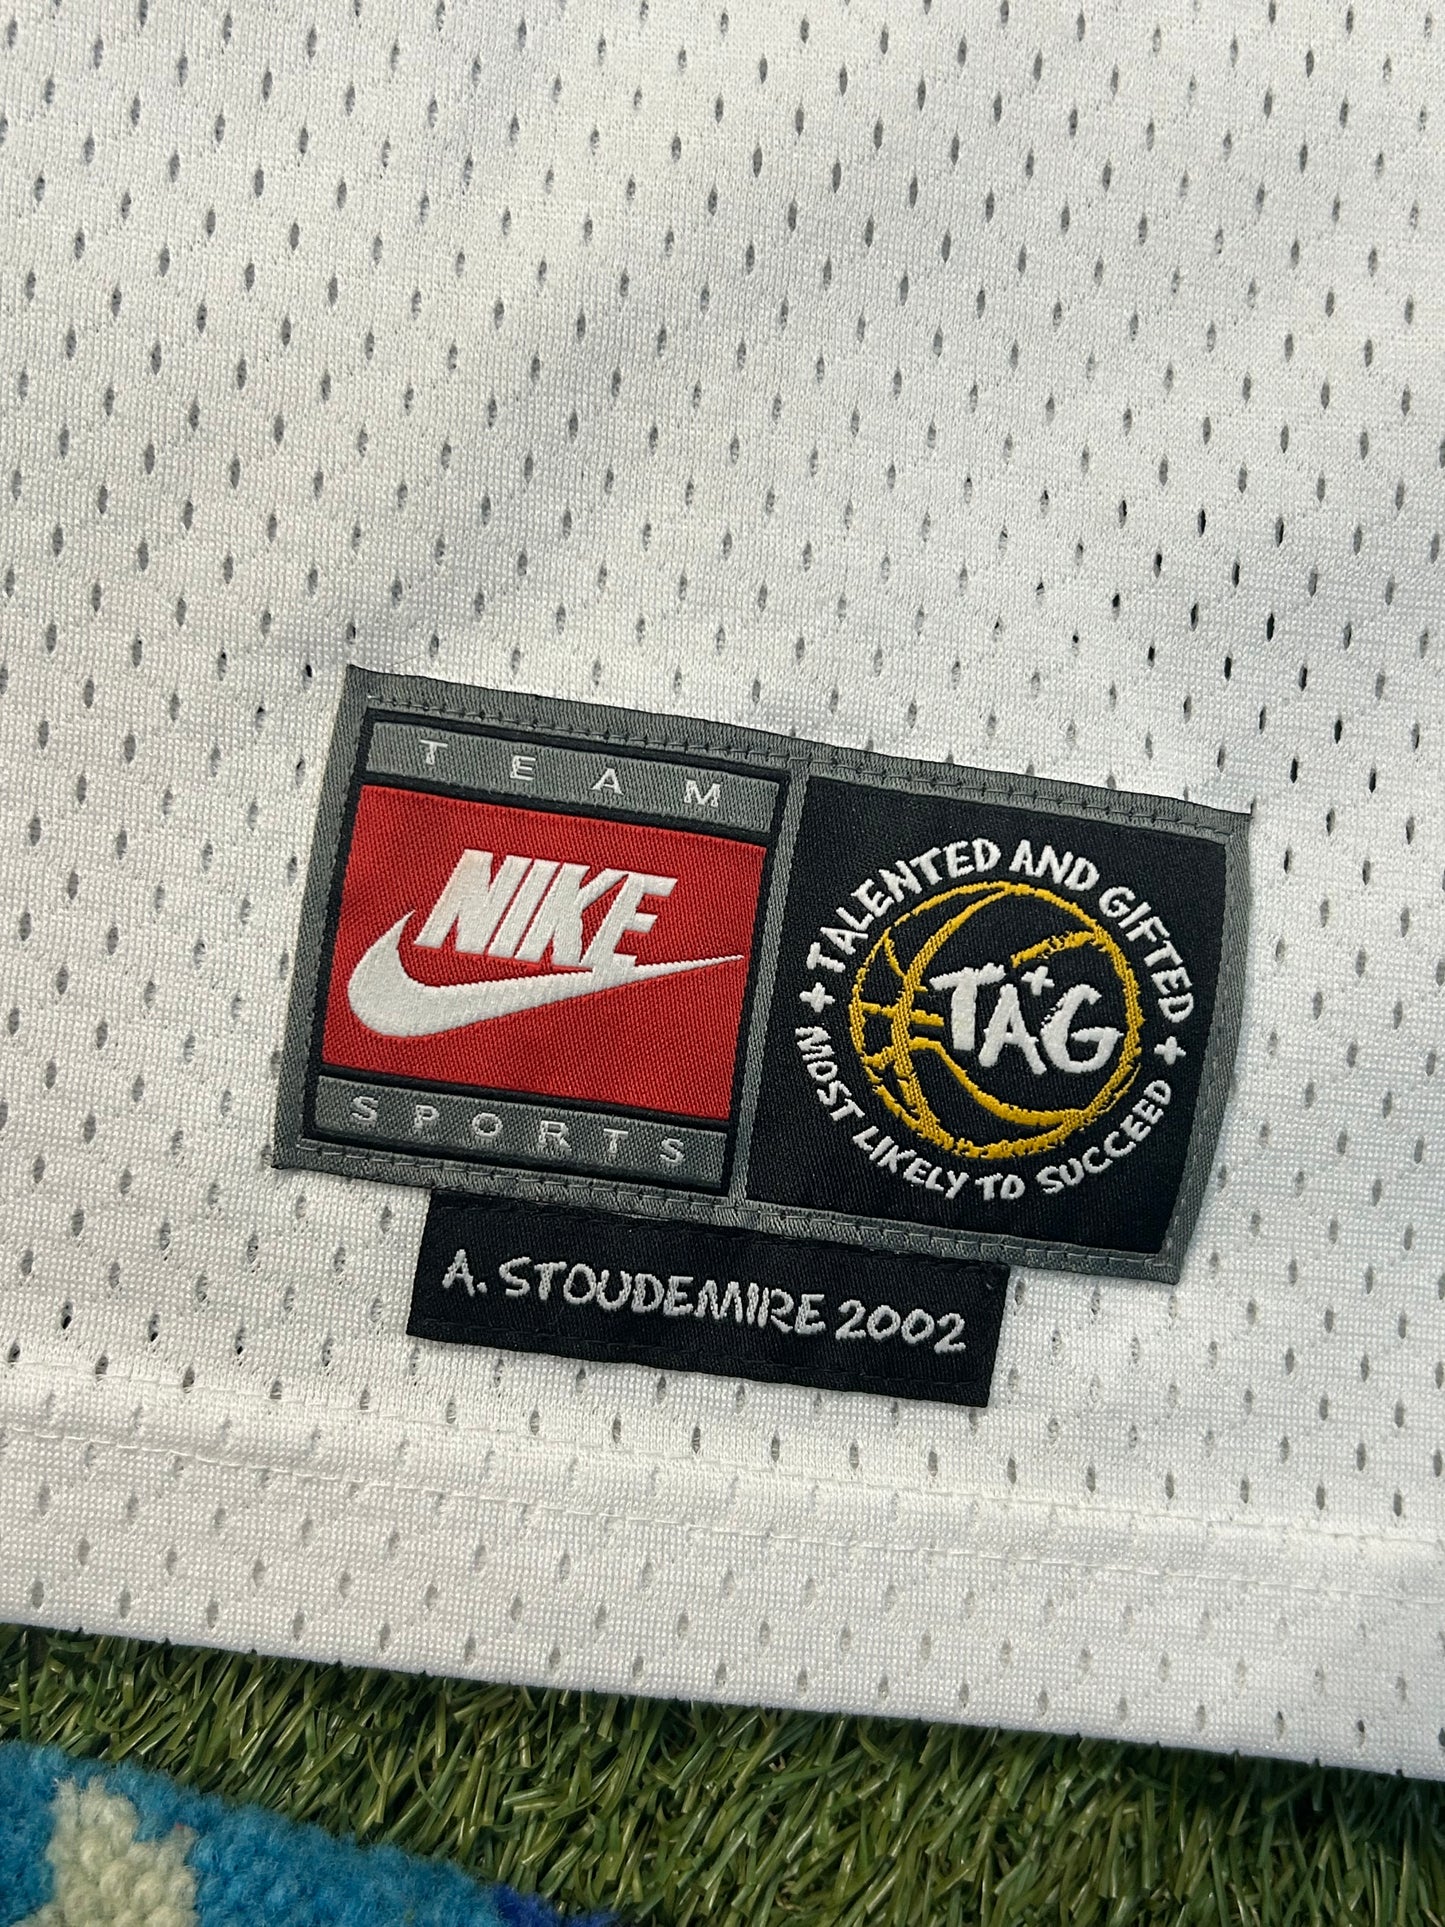 TEAM
NIKE
SPORTS
TALENTED AND GIFTED
TAG
MOST LIKELY TO SUCCEED
A. STOUDEMIRE 2002